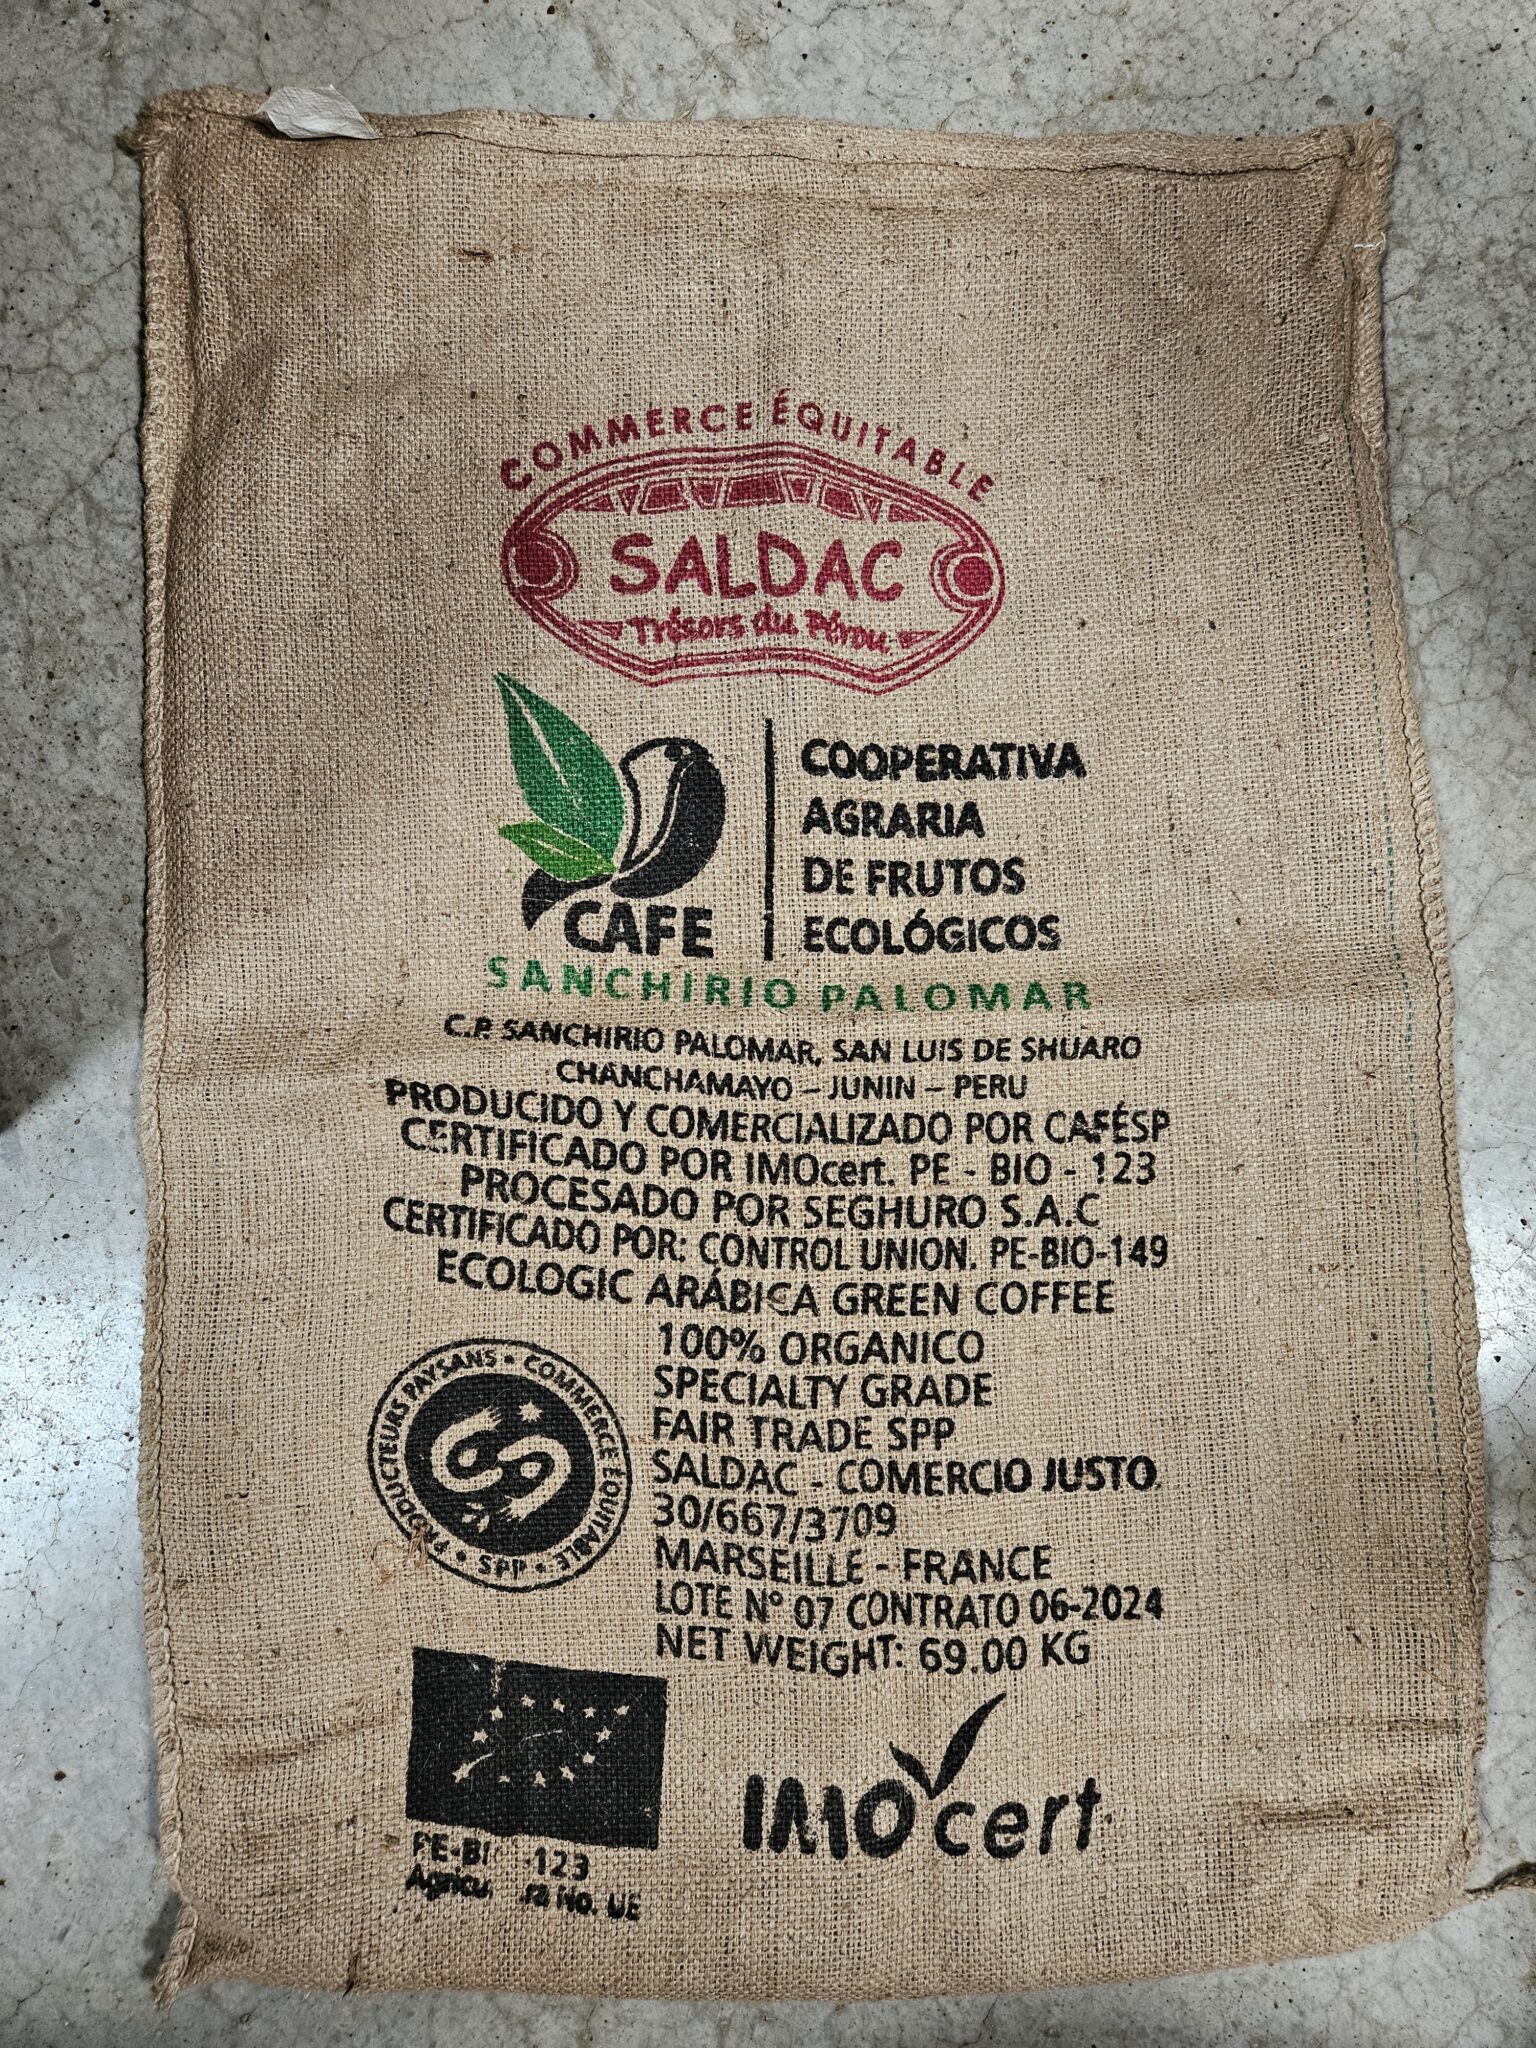 COMMERCE ÉQUITABLE
SALDAC
Trésors du Pérou
CAFE
COOPERATIVA
AGRARIA
DE FRUTOS
ECOLÓGICOS
SANCHIRIO PALOMAR
C.P. SANCHIRIO PALOMAR, SAN LUIS DE SHUARO
CHANCHAMAYO – JUNIN – PERU
PRODUCIDO Y COMERCIALIZADO POR CAFÉSP
CERTIFICADO POR IMOcert. PE - BIO - 123
PROCESADO POR SEGHURO S.A.C
CERTIFICADO POR: CONTROL UNION. PE-BIO-149
ECOLOGIC ARÁBICA GREEN COFFEE
100% ORGANICO
SPECIALTY GRADE
FAIR TRADE SPP
SALDAC - COMERCIO JUSTO.
30/667/3709
MARSEILLE - FRANCE
LOTE N° 07 CONTRATO 06-2024
NET WEIGHT: 69.00 KG
PRODUCTEURS PAYSANS • COMMERCE ÉQUITABLE • SPP •
IMOcert
-123
No. UE